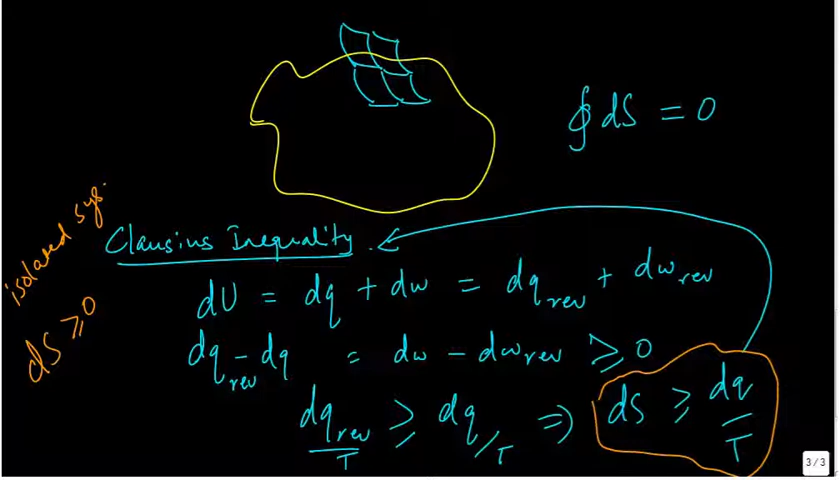 ∮ dS = 0
isolated sys.
dS ≥ 0
Clausius Inequality.
dU = dq + dw = dq_rev + dw_rev
dq_rev - dq = dw - dw_rev ≥ 0
dq_rev/T ≥ dq/T ⇒ dS ≥ dq/T
3/3